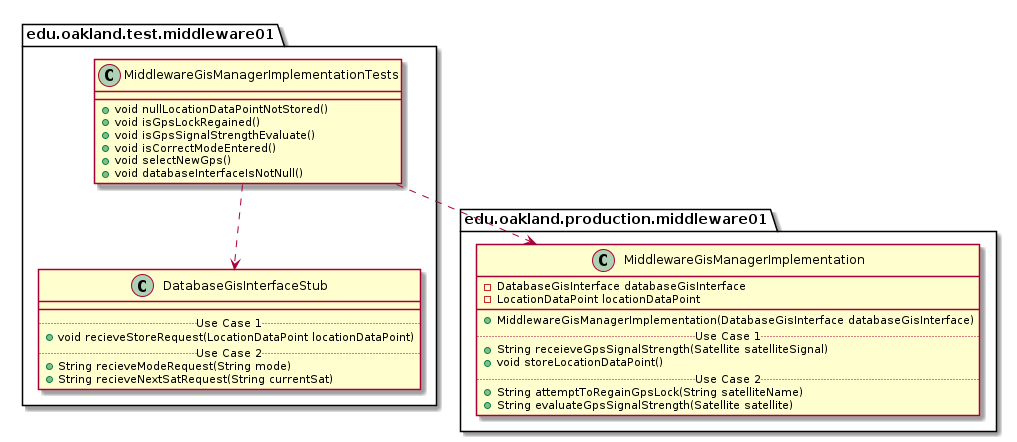 edu.oakland.test.middleware01
C MiddlewareGisManagerImplementationTests
void nullLocationDataPointNotStored()
void isGpsLockRegained()
void isGpsSignalStrengthEvaluate()
void isCorrectModeEntered()
void selectNewGps()
void databaseInterfaceIsNotNull()
C DatabaseGisInterfaceStub
Use Case 1
void recieveStoreRequest(LocationDataPoint locationDataPoint)
Use Case 2
String recieveModeRequest(String mode)
String recieveNextSatRequest(String currentSat)
edu.oakland.production.middleware01
C MiddlewareGisManagerImplementation
DatabaseGisInterface databaseGisInterface
LocationDataPoint locationDataPoint
MiddlewareGisManagerImplementation(DatabaseGisInterface databaseGisInterface)
Use Case 1
String receieveGpsSignalStrength(Satellite satelliteSignal)
void storeLocationDataPoint()
Use Case 2
String attemptToRegainGpsLock(String satelliteName)
String evaluateGpsSignalStrength(Satellite satellite)